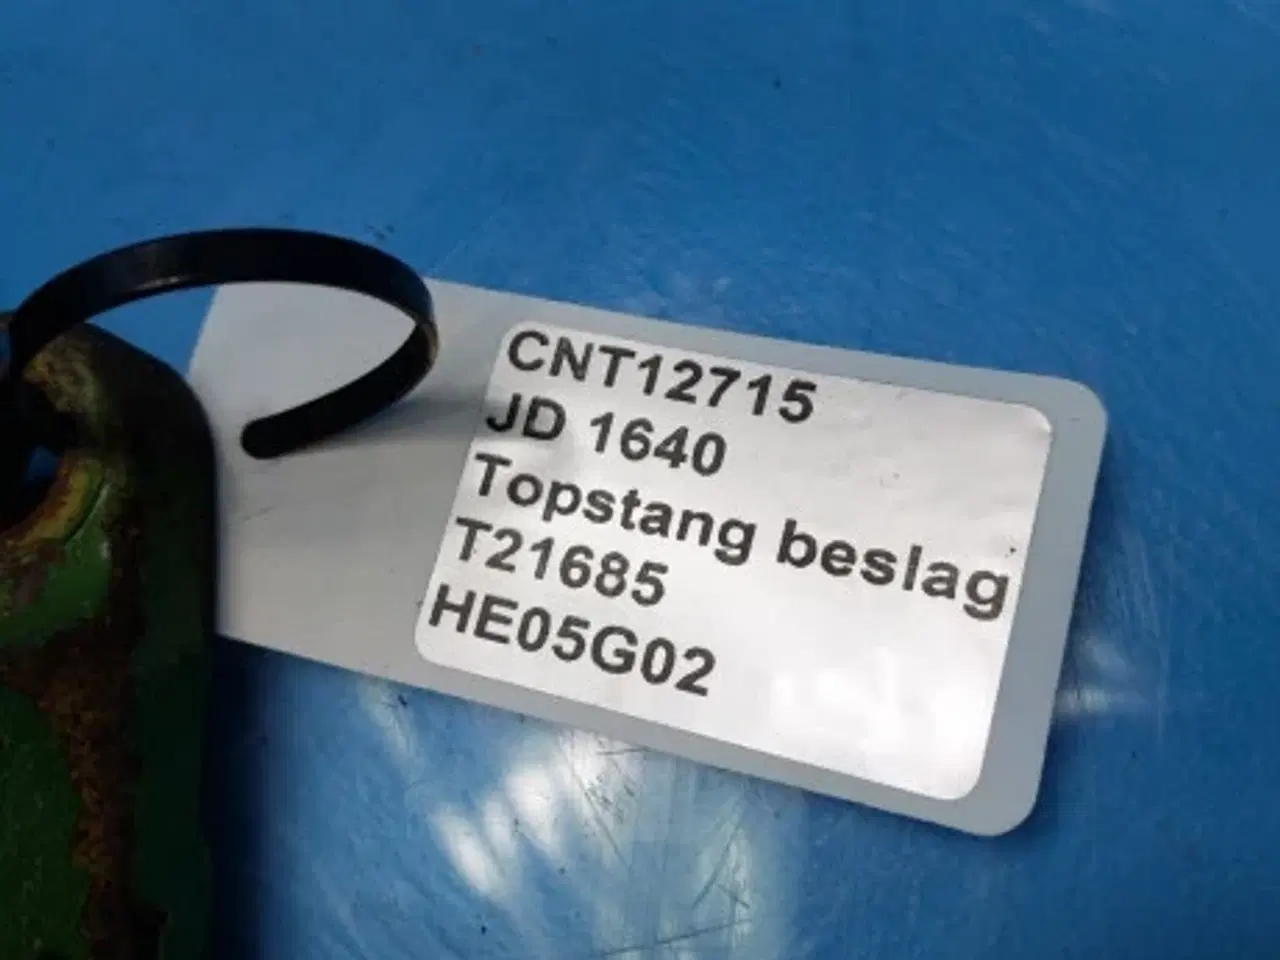 CNT12715
JD 1640
Topstang beslag
T21685
HE05G02